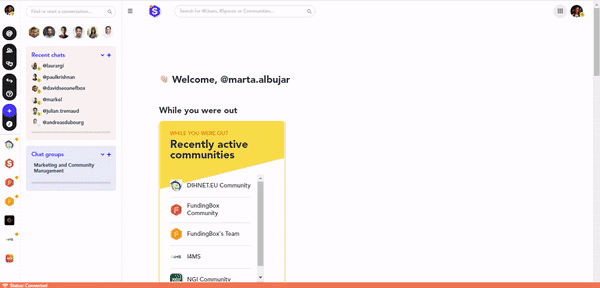 Find or start a conversation...
Search for @Users, #Spaces or Communities...
Recent chats
@laurargi
@paulkrishnan
@davidseoanefbox
@markel
@julian.tremaud
@andreasdubourg
Chat groups
Marketing and Community
Management
Welcome, @marta.albujar
While you were out
WHILE YOU WERE OUT
Recently active
communities
DIHNET.EU Community
FundingBox
Community
FundingBox's Team
I4MS
NGI Community
Status: Connected